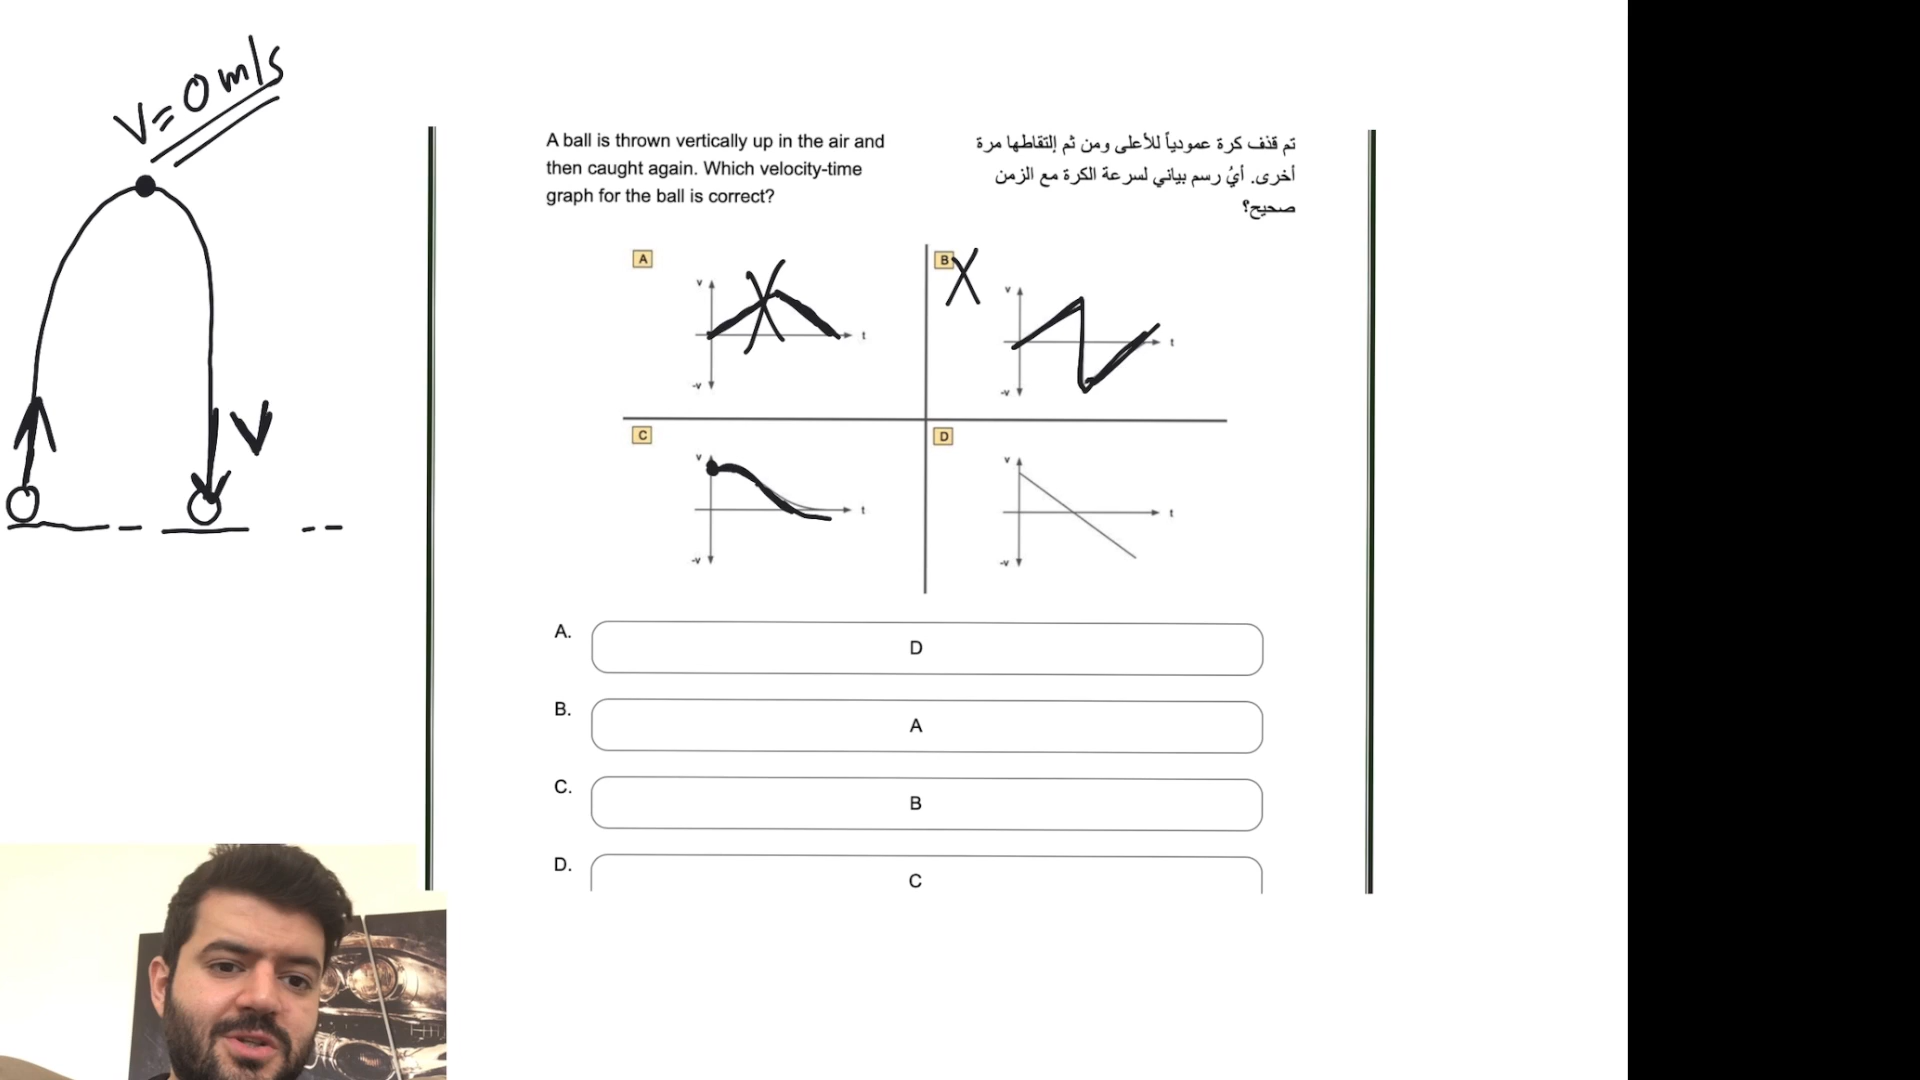 V=0m/s
V
A ball is thrown vertically up in the air and
then caught again. Which velocity-time
graph for the ball is correct?
تم قذف كرة عمودياً للأعلى ومن ثم إلتقاطها مرة
أخرى. أيُ رسم بياني لسرعة الكرة مع الزمن
صحيح؟
A
v
t
-v
B
X
v
t
-v
C
v
t
-v
D
v
t
-v
A.
D
B.
A
C.
B
D.
C